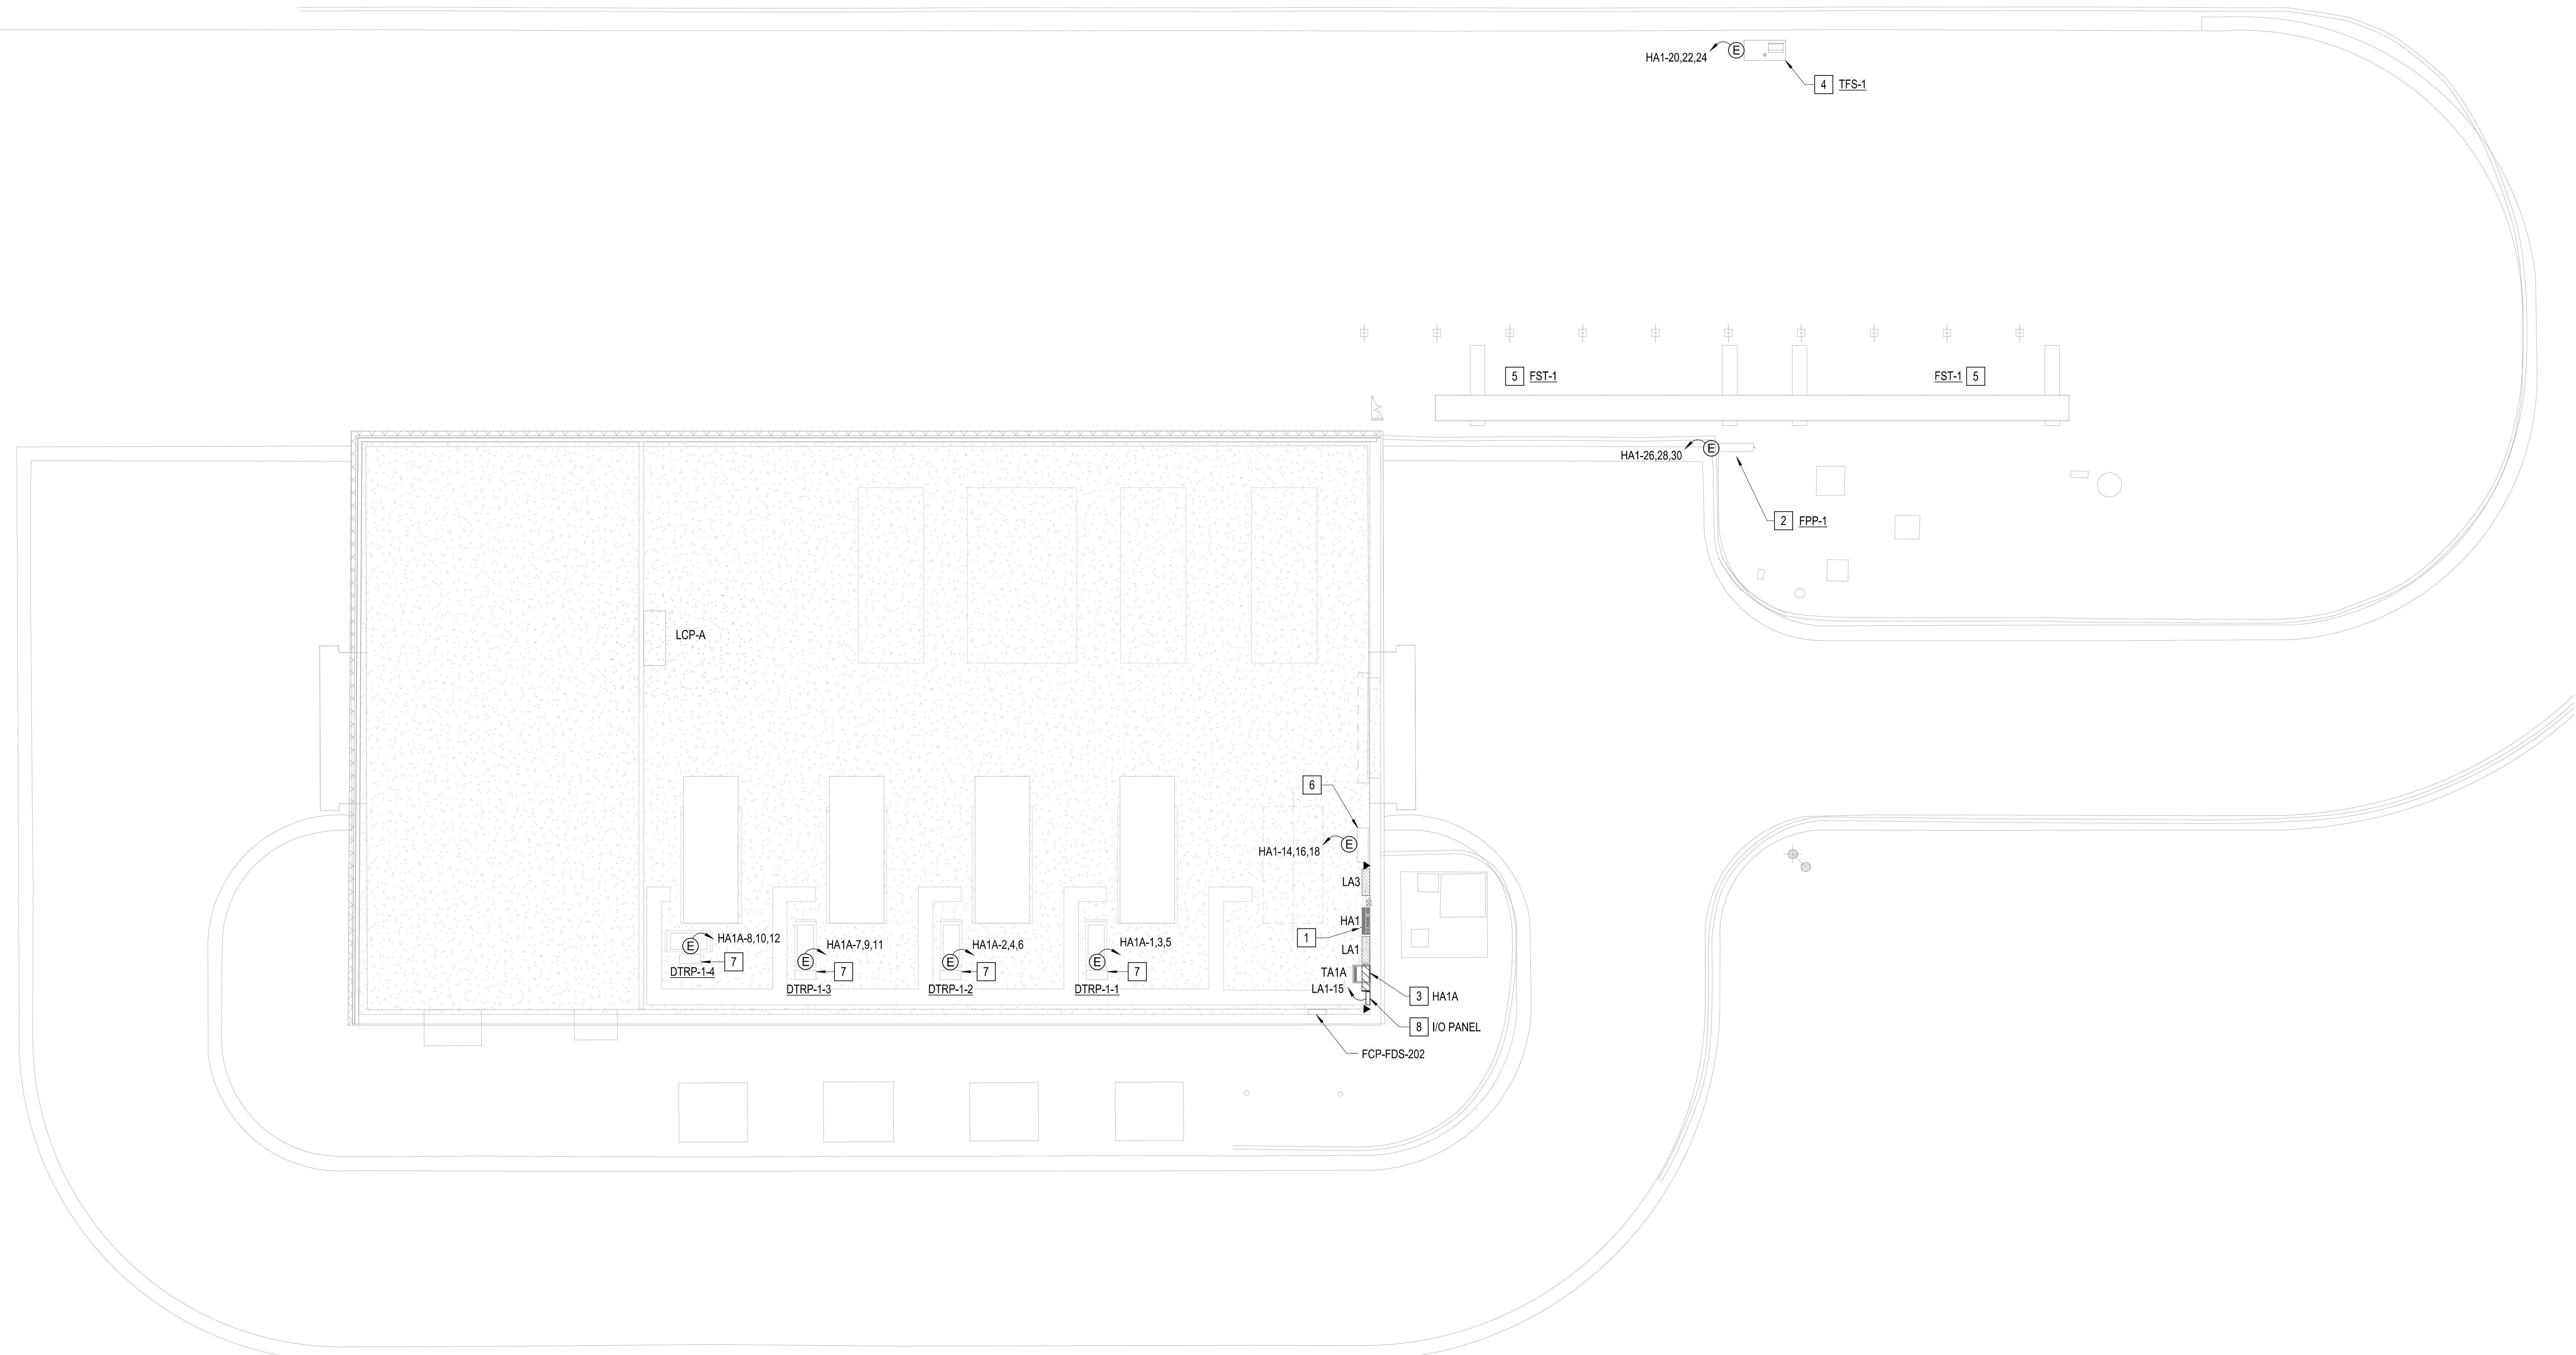 HA1-20,22,24
E
4 TFS-1
5 FST-1
FST-1 5
HA1-26,28,30
E
2 FPP-1
LCP-A
6
HA1-14,16,18
E
LA3
HA1
1
LA1
TA1A
LA1-15
3 HA1A
8 I/O PANEL
FCP-FDS-202
E
HA1A-8,10,12
7
DTRP-1-4
E
HA1A-7,9,11
7
DTRP-1-3
E
HA1A-2,4,6
7
DTRP-1-2
E
HA1A-1,3,5
7
DTRP-1-1